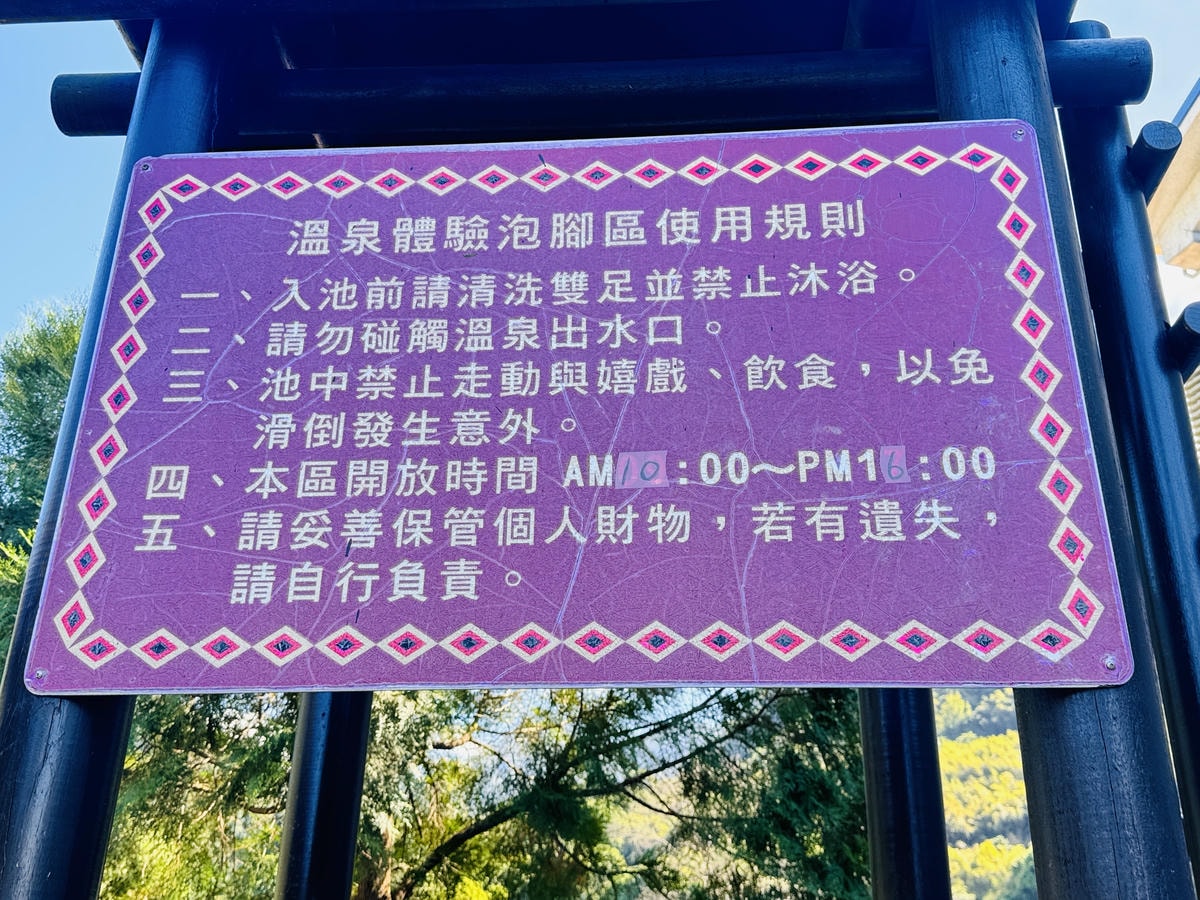 溫泉體驗泡腳區使用規則
一、入池前請清洗雙足並禁止沐浴。
二、請勿碰觸溫泉出水口。
三、池中禁止走動與嬉戲、飲食，以免
滑倒發生意外。
四、本區開放時間 AM10:00～PM16:00
五、請妥善保管個人財物，若有遺失，
請自行負責。